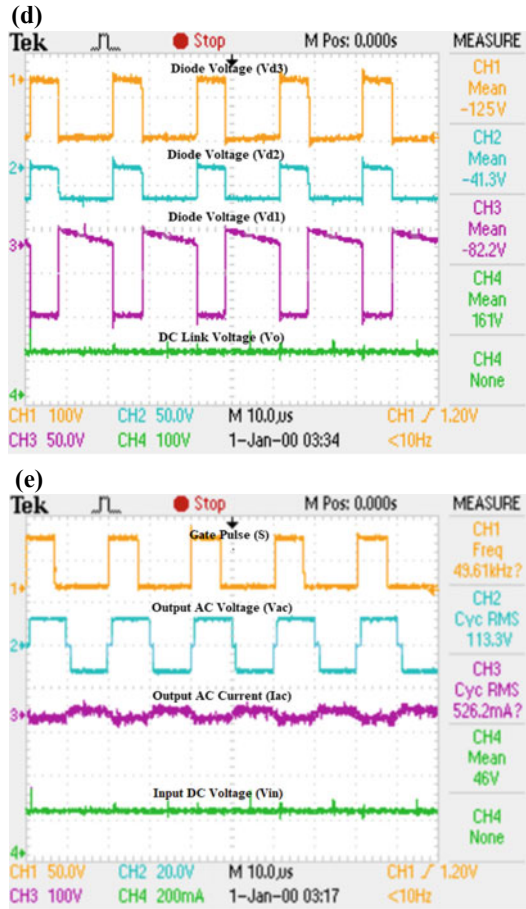 (d)
Tek Stop M Pos: 0.000s MEASURE
Diode Voltage (Vd3)
1
CH1
Mean
-125V
Diode Voltage (Vd2)
2
CH2
Mean
-41.3V
Diode Voltage (Vd1)
3
CH3
Mean
-82.2V
DC Link Voltage (Vo)
CH4
Mean
161V
4
CH4
None
CH1 100V CH2 50.0V M 10.0µs CH1 1.20V
CH3 50.0V CH4 100V 1-Jan-00 03:34 <10Hz
(e)
Tek Stop M Pos: 0.000s MEASURE
Gate Pulse (S)
1
CH1
Freq
49.61kHz?
Output AC Voltage (Vac)
2
CH2
Cyc RMS
113.3V
Output AC Current (Iac)
3
CH3
Cyc RMS
526.2mA?
Input DC Voltage (Vin)
CH4
Mean
46V
4
CH4
None
CH1 50.0V CH2 20.0V M 10.0µs CH1 1.20V
CH3 100V CH4 200mA 1-Jan-00 03:17 <10Hz